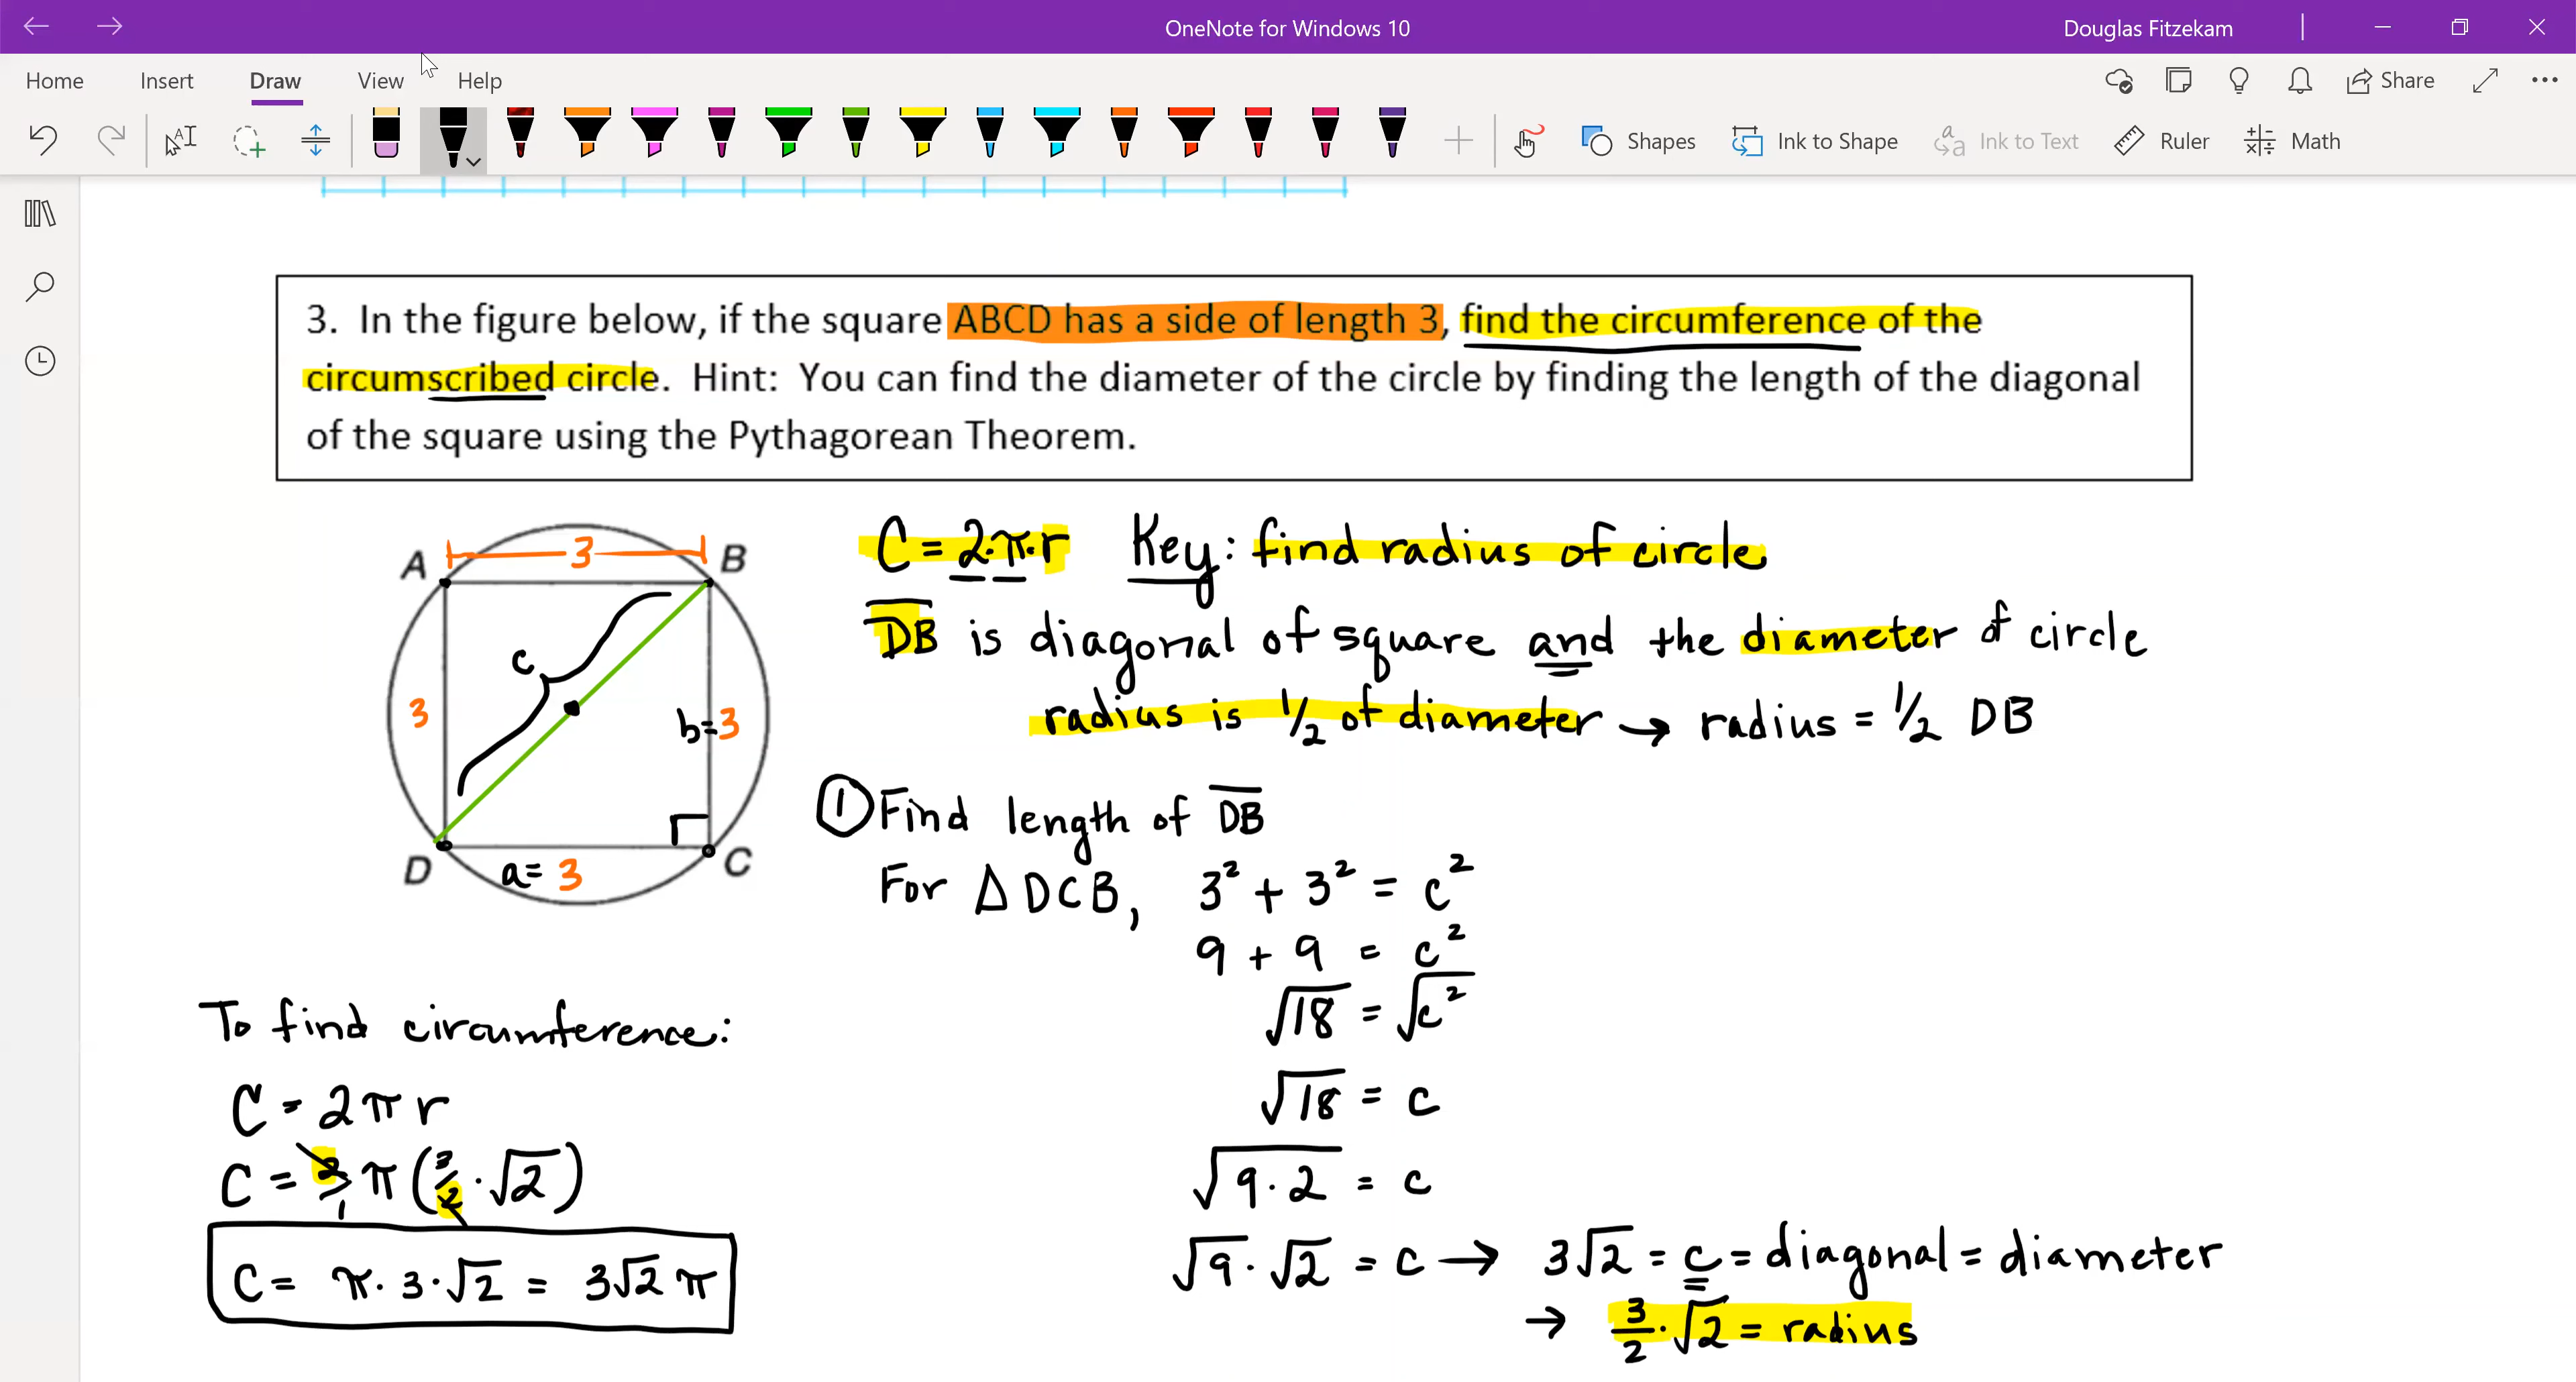 OneNote for Windows 10
Douglas Fitzekam
Home Insert Draw View Help
Share
Shapes Ink to Shape Ink to Text Ruler Math
3. In the figure below, if the square ABCD has a side of length 3, find the circumference of the
circumscribed circle. Hint: You can find the diameter of the circle by finding the length of the diagonal
of the square using the Pythagorean Theorem.
A 3 B
c
3
b=3
D a=3 C
C = 2·π·r Key: find radius of circle
DB is diagonal of square and the diameter of circle
radius is 1/2 of diameter → radius = 1/2 DB
① Find length of DB
For △ DCB, 3² + 3² = c²
9 + 9 = c²
√18 = √c²
√18 = c
√9·2 = c
√9·√2 = c → 3√2 = c = diagonal = diameter
→ 3/2·√2 = radius
To find circumference:
C = 2πr
C = 2/1 π(3/2·√2)
C = π·3·√2 = 3√2 π